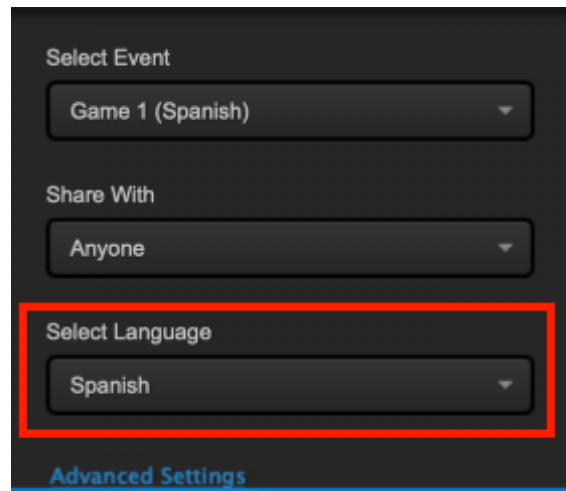 Select Event
Game 1 (Spanish)
Share With
Anyone
Select Language
Spanish
Advanced Settings